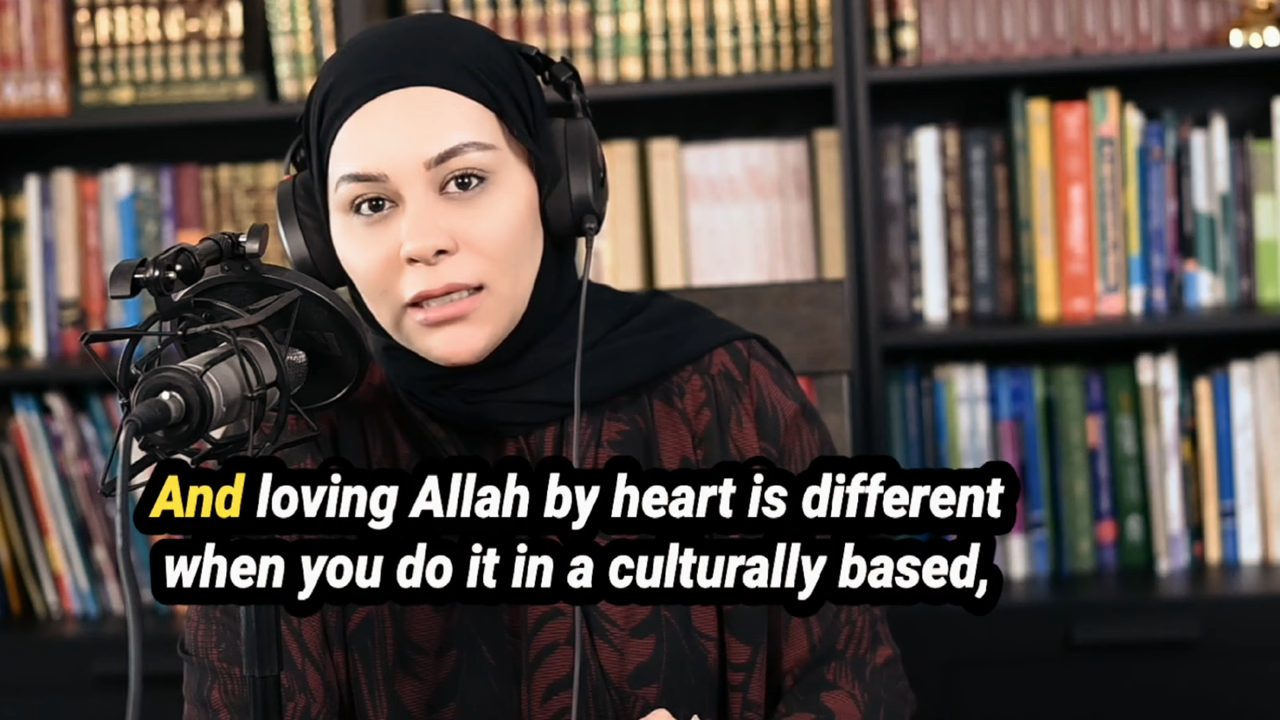 And loving Allah by heart is different
when you do it in a culturally based,